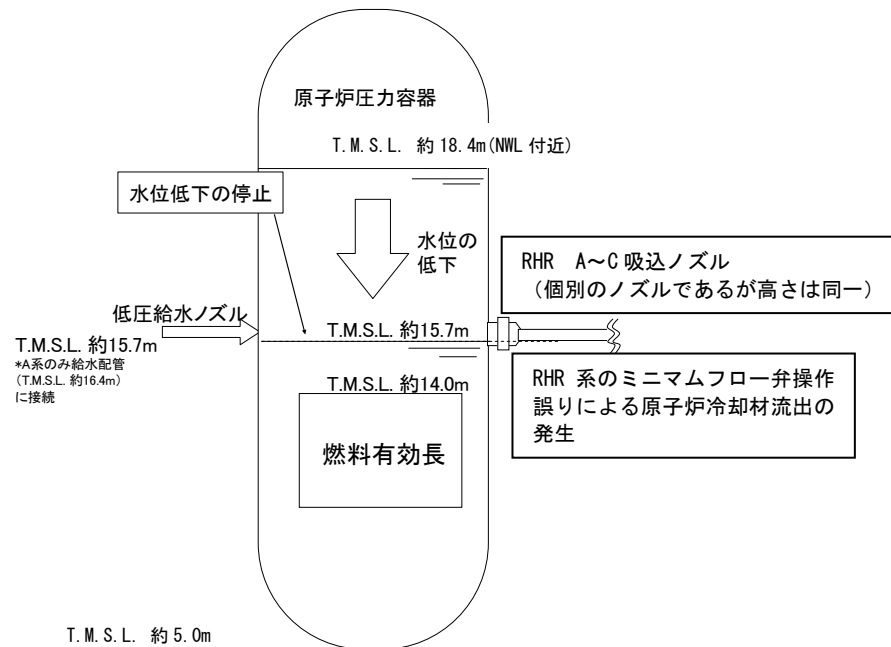 原子炉圧力容器
T.M.S.L. 約18.4m(NWL 付近)
水位低下の停止
水位の
低下
RHR A~C 吸込ノズル
(個別のノズルであるが高さは同一)
低圧給水ノズル
T.M.S.L. 約15.7m
T.M.S.L. 約15.7m
*A系のみ給水配管
(T.M.S.L. 約16.4m)
に接続
RHR 系のミニマムフロー弁操作
誤りによる原子炉冷却材流出の
発生
T.M.S.L. 約14.0m
燃料有効長
T.M.S.L. 約5.0m